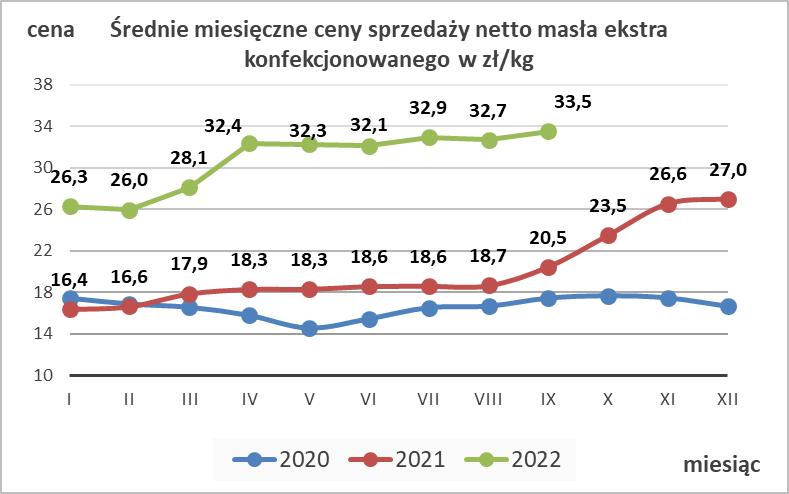 cena
Średnie miesięczne ceny sprzedaży netto masła ekstra
konfekcjonowanego w zł/kg
38
34
30
26
22
18
14
10
26,3 26,0 28,1 32,4 32,3 32,1 32,9 32,7 33,5
16,4 16,6 17,9 18,3 18,3 18,6 18,6 18,7 20,5 23,5 26,6 27,0
I II III IV V VI VII VIII IX X XI XII
2020 2021 2022
miesiąc